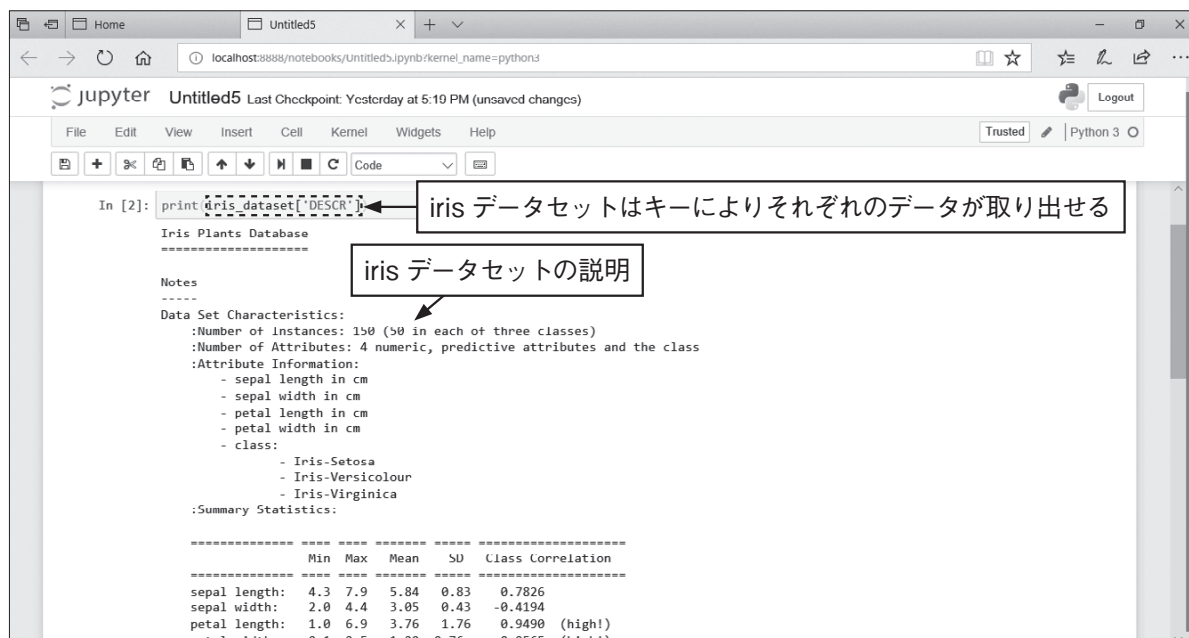 Home
Untitled5
localhost:8888/notebooks/Untitled5.ipynb?kernel_name=python3
jupyter Untitled5 Last Checkpoint: Yesterday at 5:19 PM (unsaved changes)
Logout
File Edit View Insert Cell Kernel Widgets Help
Trusted Python 3
Code
In [2]: print(iris_dataset['DESCR']
iris データセットはキーによりそれぞれのデータが取り出せる
Iris Plants Database
====================
iris データセットの説明
Notes
-----
Data Set Characteristics:
:Number of Instances: 150 (50 in each of three classes)
:Number of Attributes: 4 numeric, predictive attributes and the class
:Attribute Information:
- sepal length in cm
- sepal width in cm
- petal length in cm
- petal width in cm
- class:
- Iris-Setosa
- Iris-Versicolour
- Iris-Virginica
:Summary Statistics:
============== ==== ==== ======= ===== ====================
Min Max Mean SD Class Correlation
============== ==== ==== ======= ===== ====================
sepal length: 4.3 7.9 5.84 0.83 0.7826
sepal width: 2.0 4.4 3.05 0.43 -0.4194
petal length: 1.0 6.9 3.76 1.76 0.9490 (high!)